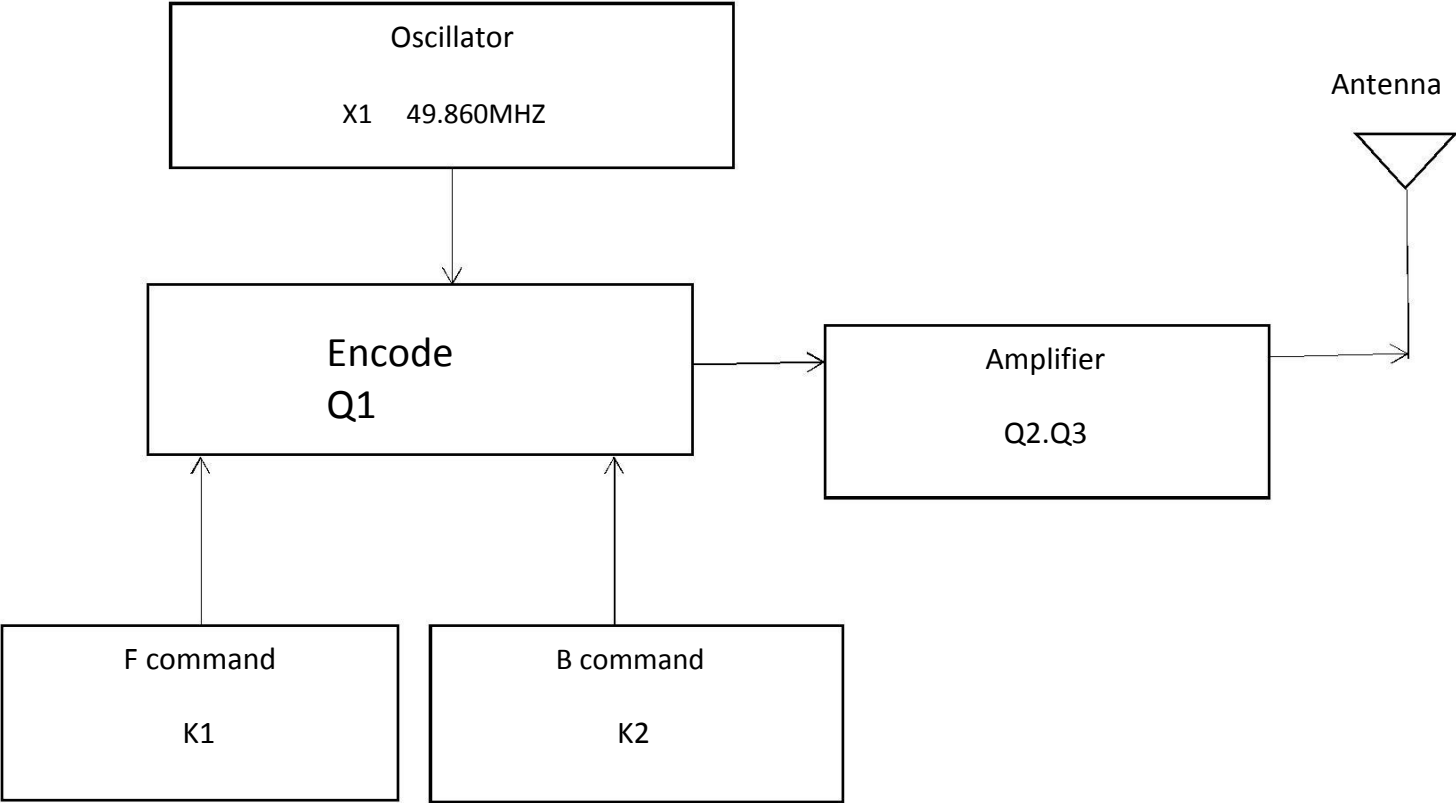 Oscillator
X1 49.860MHZ
Antenna
Encode
Q1
Amplifier
Q2.Q3
F command
K1
B command
K2